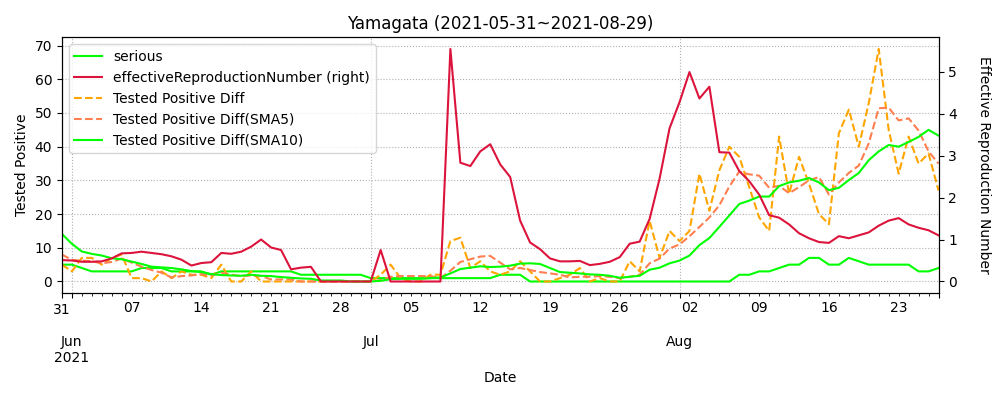 Yamagata (2021-05-31~2021-08-29)
serious
effectiveReproductionNumber (right)
Tested Positive Diff
Tested Positive Diff(SMA5)
Tested Positive Diff(SMA10)
Tested Positive
70
60
50
40
30
20
10
0
5
4
3
2
1
0
Effective Reproduction Number
31 07 14 21 28 05 12 19 26 02 09 16 23
Jun Jul Aug
2021
Date